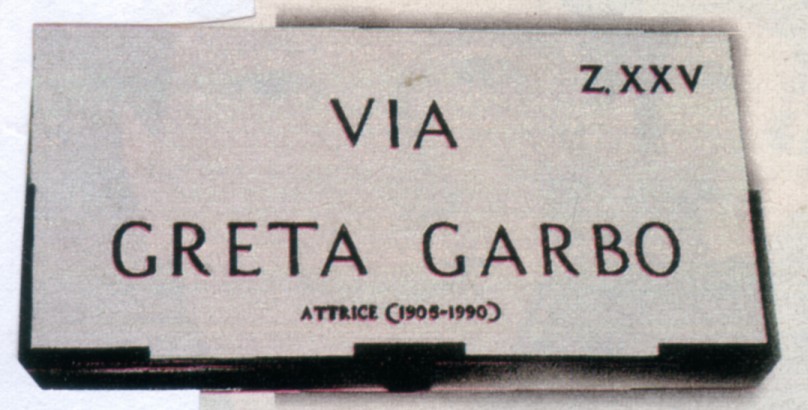 Z. XXV
VIA
GRETA GARBO
ATTRICE (1905-1990)